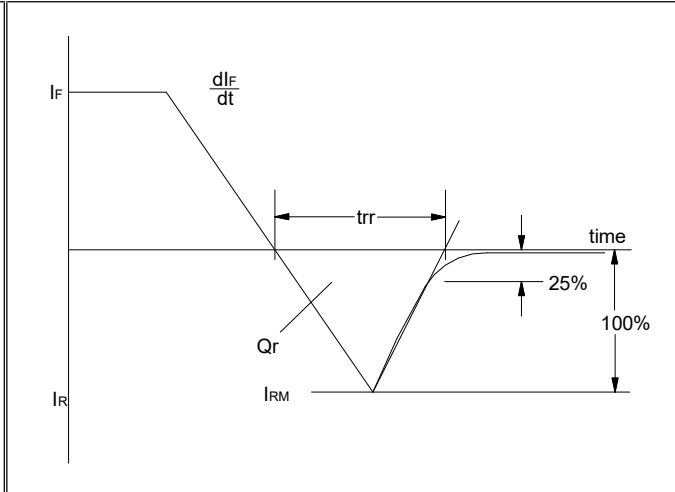 IF
dIF
dt
trr
time
25%
100%
Qr
IR
IRM